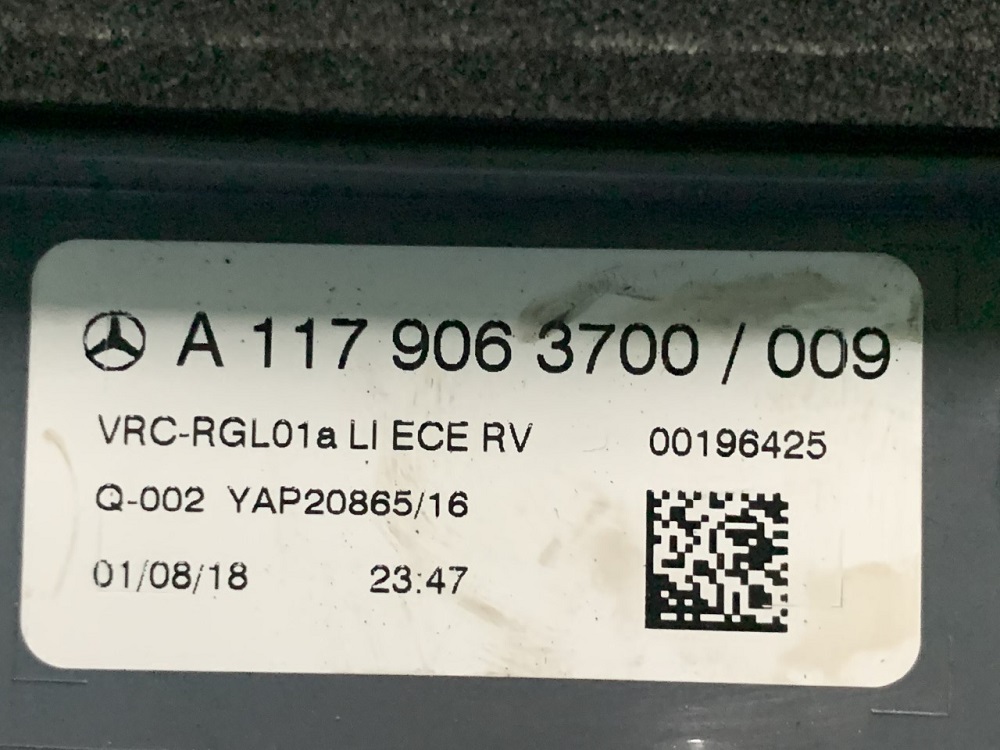 A 117 906 3700 / 009
VRC-RGL01a LI ECE RV 00196425
Q-002 YAP20865/16
01/08/18 23:47